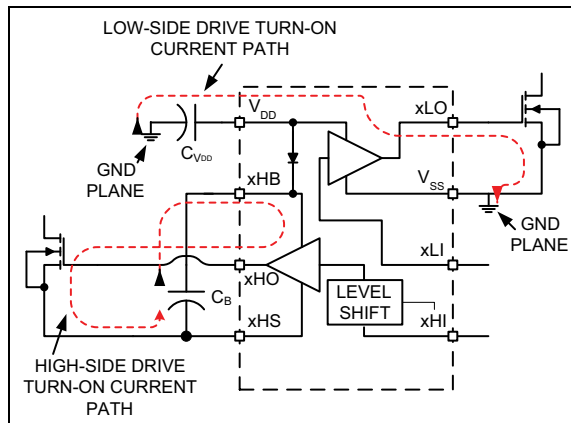 LOW-SIDE DRIVE TURN-ON
CURRENT PATH
VDD
xLO
CVDD
GND
PLANE
xHB
VSS
GND
PLANE
xLI
xHO
CB
LEVEL
SHIFT
xHI
xHS
HIGH-SIDE DRIVE
TURN-ON CURRENT
PATH